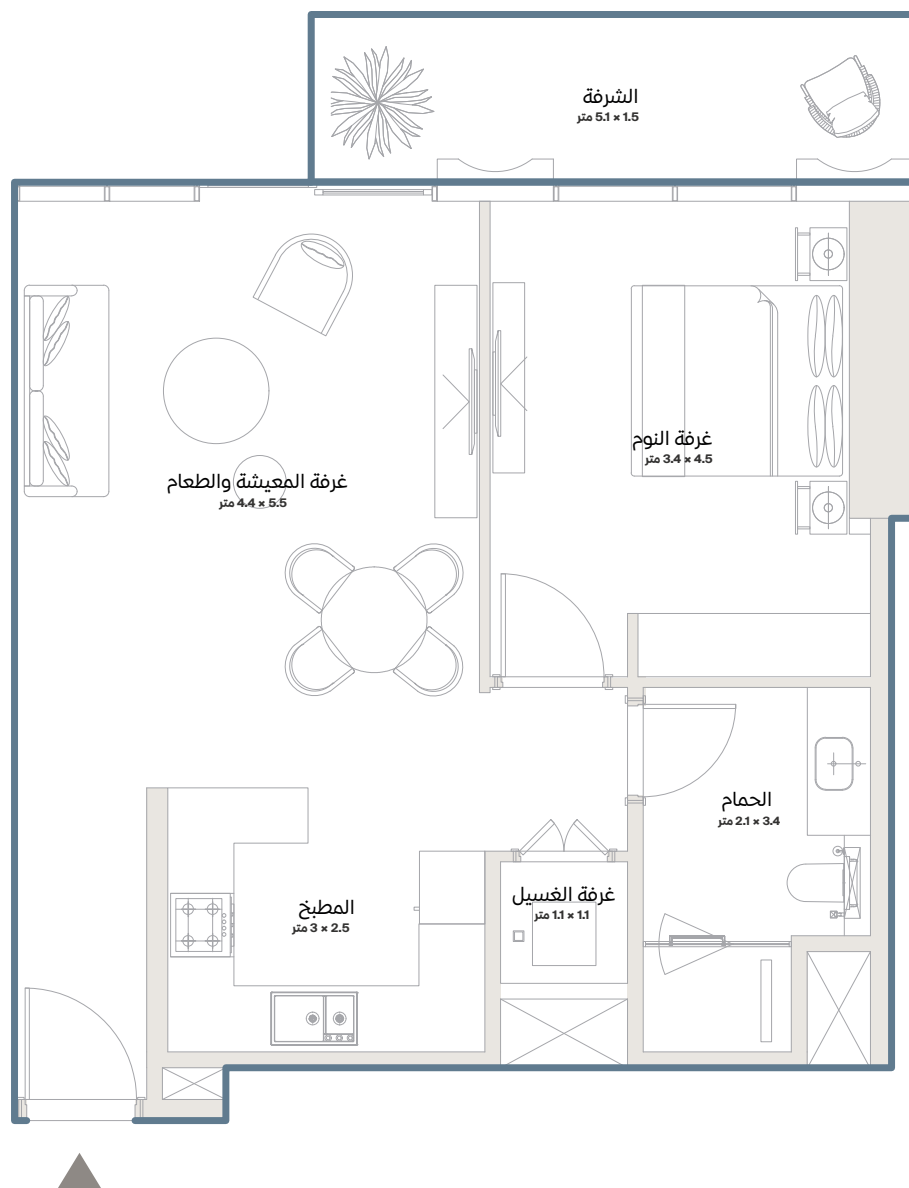 الشرفة
5.1 × 1.5 متر
غرفة النوم
3.4 × 4.5 متر
غرفة المعيشة والطعام
4.4 × 5.5 متر
الحمام
2.1 × 3.4 متر
غرفة الغسيل
1.1 × 1.1 متر
المطبخ
3 × 2.5 متر